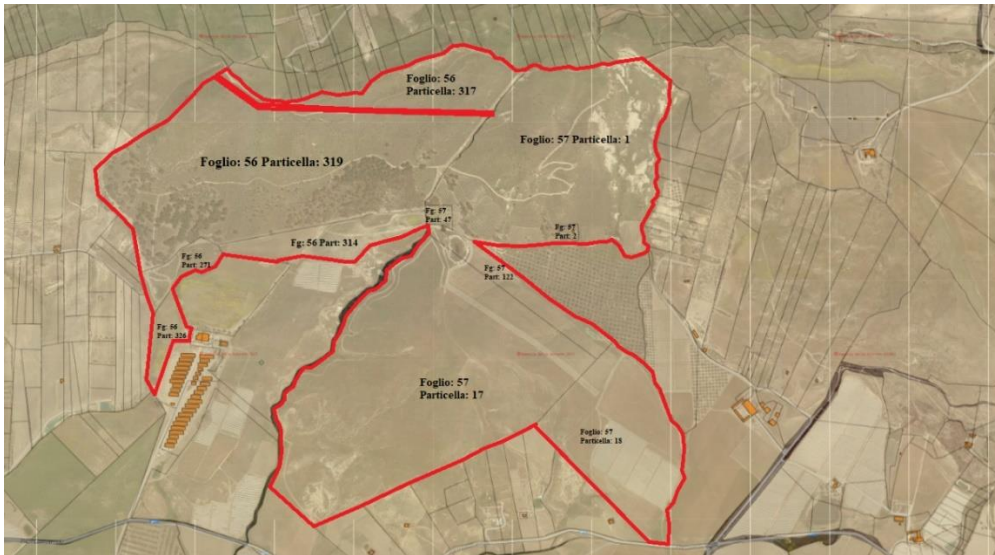 Foglio: 56
Particella: 317
Foglio: 57 Particella: 1
Foglio: 56 Particella: 319
Fg: 57
Part: 47
Fg: 57
Part: 2
Fg: 56 Part: 314
Fg: 56
Part: 271
Fg: 57
Part: 122
Fg: 56
Part: 326
Foglio: 57
Particella: 17
Foglio: 57
Particella: 18